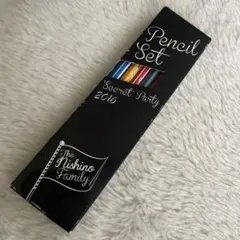 Pencil
Set
Secret Party
2016
The
Nishino
Family